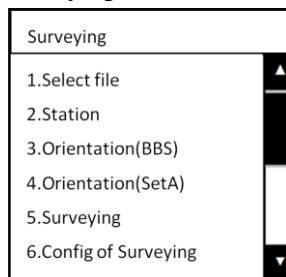 Surveying
1.Select file
2.Station
3.Orientation(BBS)
4.Orientation(SetA)
5.Surveying
6.Config of Surveying